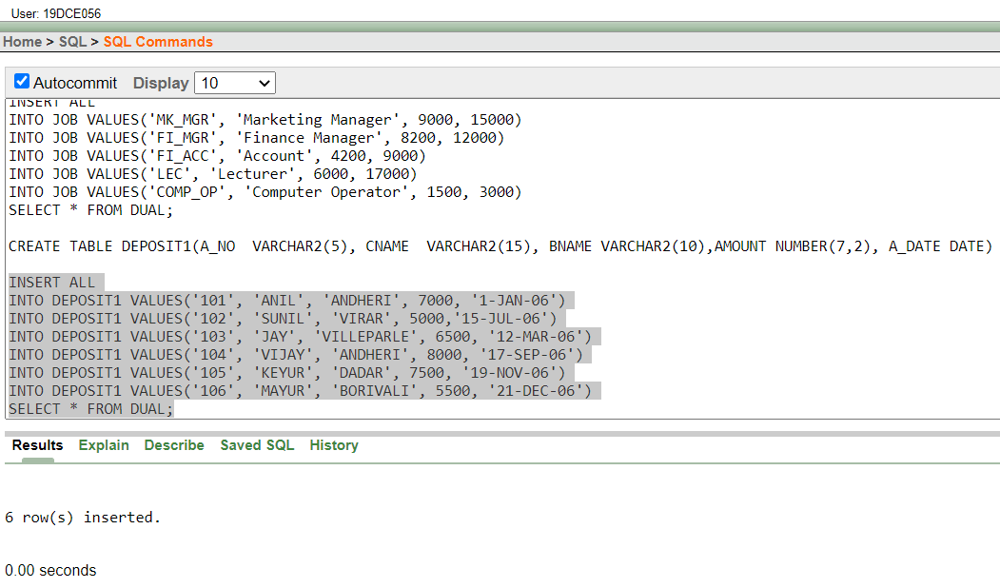 User: 19DCE056
Home > SQL > SQL Commands
Autocommit Display 10
INSERT ALL
INTO JOB VALUES('MK_MGR', 'Marketing Manager', 9000, 15000)
INTO JOB VALUES('FI_MGR', 'Finance Manager', 8200, 12000)
INTO JOB VALUES('FI_ACC', 'Account', 4200, 9000)
INTO JOB VALUES('LEC', 'Lecturer', 6000, 17000)
INTO JOB VALUES('COMP_OP', 'Computer Operator', 1500, 3000)
SELECT * FROM DUAL;
CREATE TABLE DEPOSIT1(A_NO  VARCHAR2(5), CNAME  VARCHAR2(15), BNAME VARCHAR2(10),AMOUNT NUMBER(7,2), A_DATE DATE)
INSERT ALL
INTO DEPOSIT1 VALUES('101', 'ANIL', 'ANDHERI', 7000, '1-JAN-06')
INTO DEPOSIT1 VALUES('102', 'SUNIL', 'VIRAR', 5000,'15-JUL-06')
INTO DEPOSIT1 VALUES('103', 'JAY', 'VILLEPARLE', 6500, '12-MAR-06')
INTO DEPOSIT1 VALUES('104', 'VIJAY', 'ANDHERI', 8000, '17-SEP-06')
INTO DEPOSIT1 VALUES('105', 'KEYUR', 'DADAR', 7500, '19-NOV-06')
INTO DEPOSIT1 VALUES('106', 'MAYUR', 'BORIVALI', 5500, '21-DEC-06')
SELECT * FROM DUAL;
Results Explain Describe Saved SQL History
6 row(s) inserted.
0.00 seconds